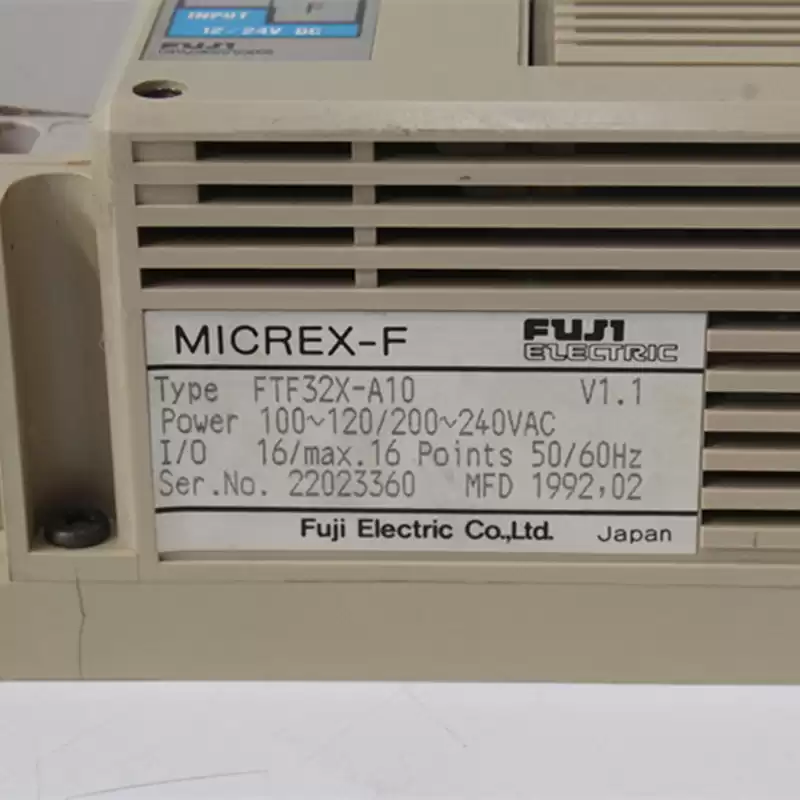 F
INPUT
12-24V DC
FUJI
MICREX-F
FUJI
ELECTRIC
Type FTF32X-A10 V1.1
Power 100~120/200~240VAC
I/O 16/max.16 Points 50/60Hz
Ser.No. 22023360 MFD 1992,02
Fuji Electric Co.,Ltd. Japan